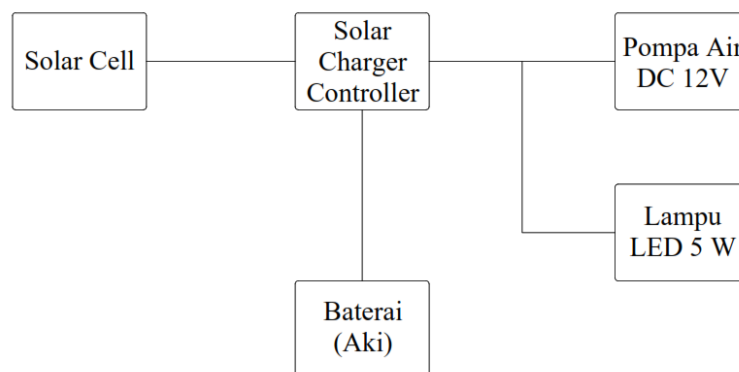 Solar Cell
Solar
Charger
Controller
Pompa Air
DC 12V
Lampu
LED 5 W
Baterai
(Aki)